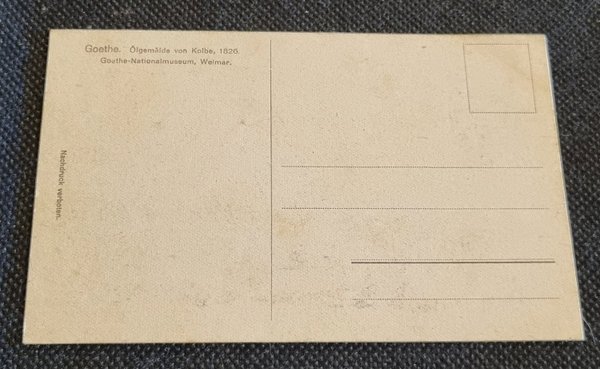 Goethe. Ölgemälde von Kolbe, 1826.
Goethe-Nationalmuseum, Weimar.
Nachdruck verboten.